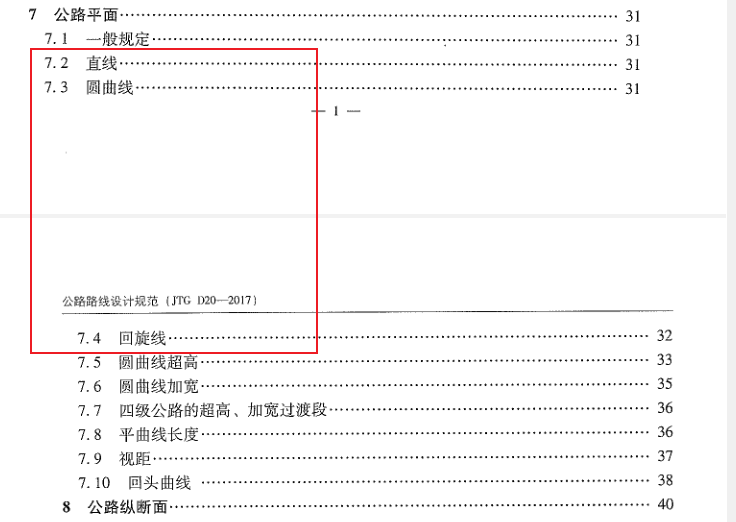 7 公路平面……………………………………………………………… 31
7.1 一般规定……………………………………………………………… 31
7.2 直线……………………………………………………………… 31
7.3 圆曲线……………………………………………………………… 31
— 1 —
公路路线设计规范（JTG D20—2017）
7.4 回旋线……………………………………………………………… 32
7.5 圆曲线超高……………………………………………………………… 33
7.6 圆曲线加宽……………………………………………………………… 35
7.7 四级公路的超高、加宽过渡段……………………………………………………………… 36
7.8 平曲线长度……………………………………………………………… 36
7.9 视距……………………………………………………………… 37
7.10 回头曲线 ……………………………………………………………… 38
8 公路纵断面……………………………………………………………… 40